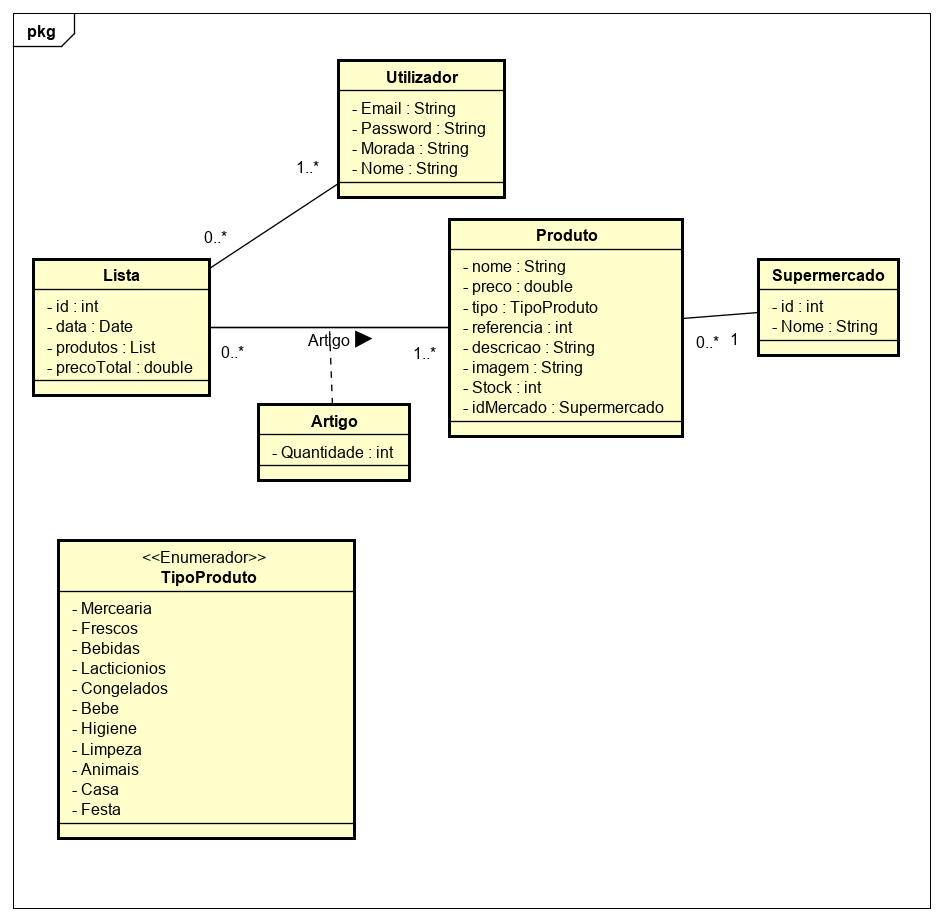 pkg
Utilizador
- Email : String
- Password : String
- Morada : String
- Nome : String
1..*
0..*
Lista
- id : int
- data : Date
- produtos : List
- precoTotal : double
0..*
Artigo
1..*
Produto
- nome : String
- preco : double
- tipo : TipoProduto
- referencia : int
- descricao : String
- imagem : String
- Stock : int
- idMercado : Supermercado
0..*
1
Supermercado
- id : int
- Nome : String
Artigo
- Quantidade : int
<<Enumerador>>
TipoProduto
- Mercearia
- Frescos
- Bebidas
- Lacticionios
- Congelados
- Bebe
- Higiene
- Limpeza
- Animais
- Casa
- Festa